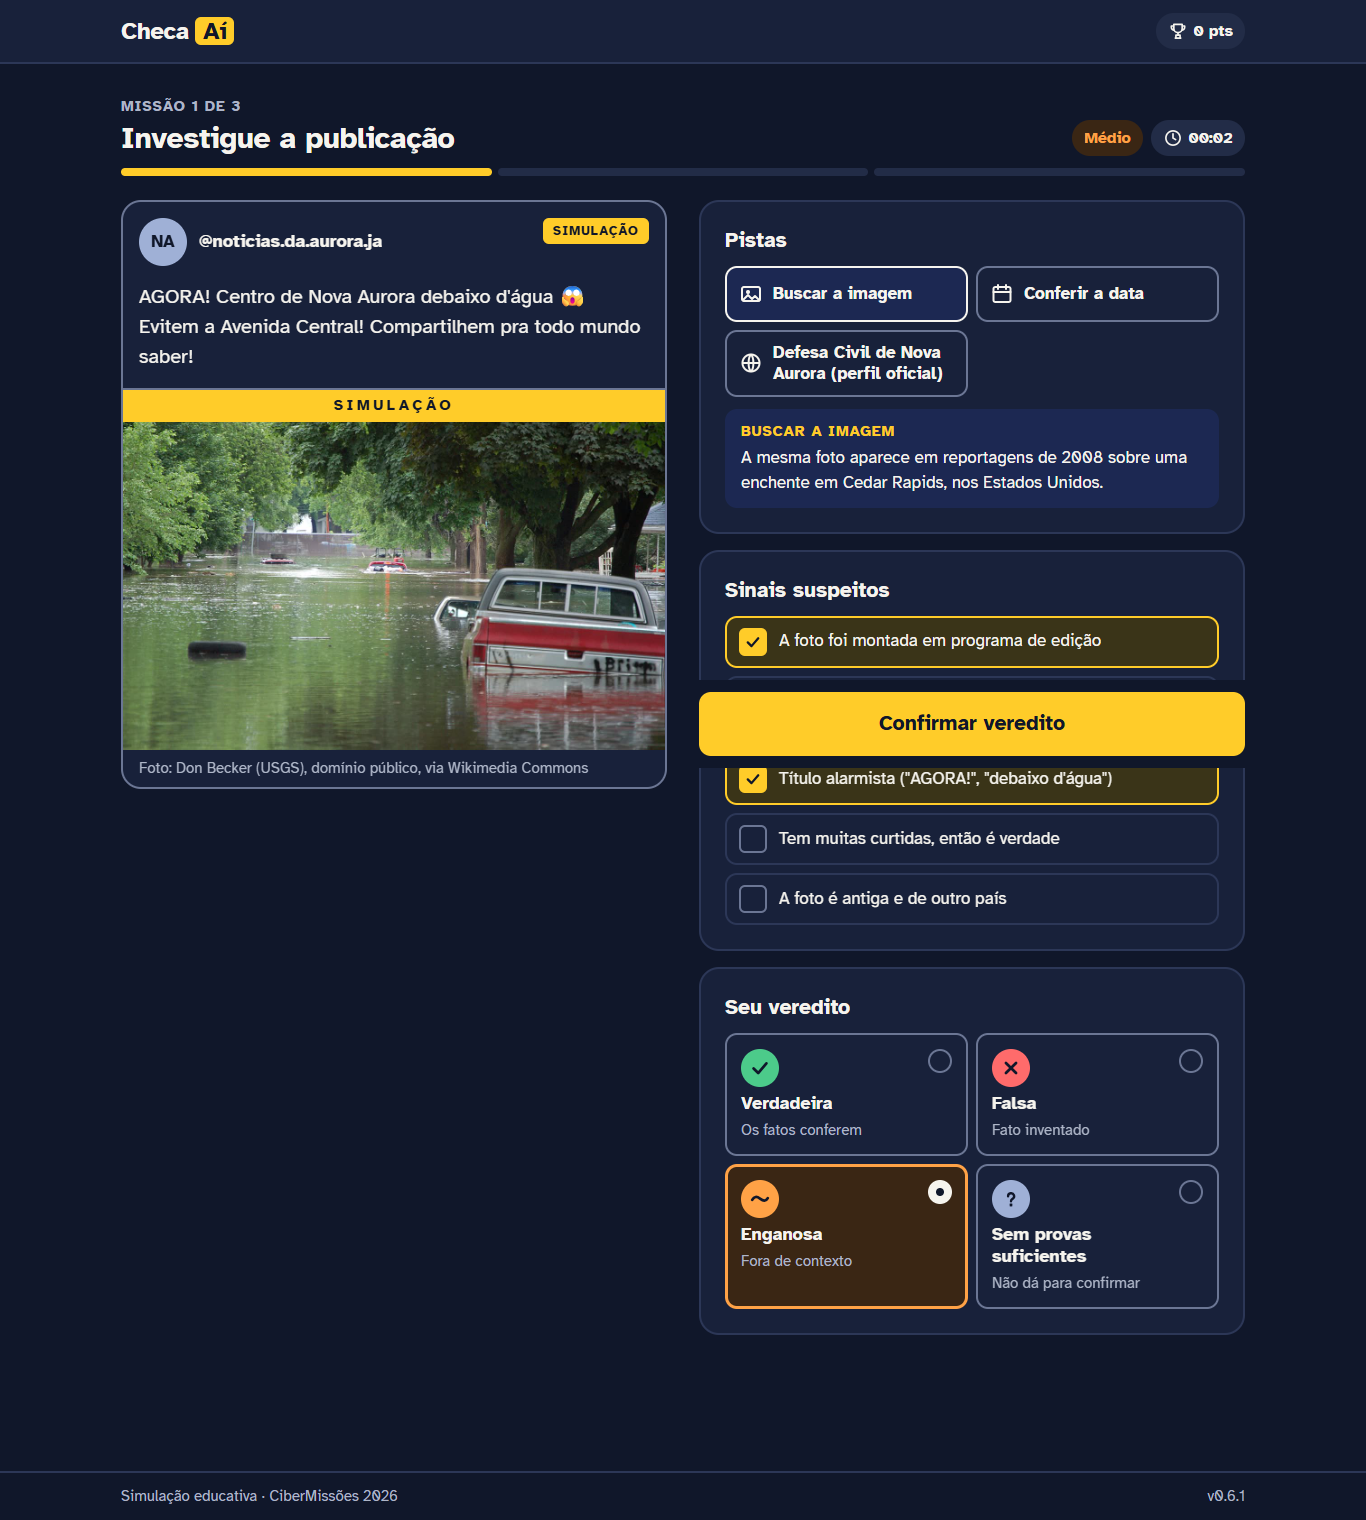 Checa Aí
0 pts
MISSÃO 1 DE 3
Investigue a publicação
Médio
00:02
NA
@noticias.da.aurora.ja
SIMULAÇÃO
AGORA! Centro de Nova Aurora debaixo d'água 😱
Evitem a Avenida Central! Compartilhem pra todo mundo
saber!
SIMULAÇÃO
Britm
Foto: Don Becker (USGS), domínio público, via Wikimedia Commons
Pistas
Buscar a imagem
Conferir a data
Defesa Civil de Nova
Aurora (perfil oficial)
BUSCAR A IMAGEM
A mesma foto aparece em reportagens de 2008 sobre uma
enchente em Cedar Rapids, nos Estados Unidos.
Sinais suspeitos
A foto foi montada em programa de edição
Confirmar veredito
Título alarmista ("AGORA!", "debaixo d'água")
Tem muitas curtidas, então é verdade
A foto é antiga e de outro país
Seu veredito
Verdadeira
Os fatos conferem
Falsa
Fato inventado
Enganosa
Fora de contexto
Sem provas
suficientes
Não dá para confirmar
Simulação educativa · CiberMissões 2026
v0.6.1